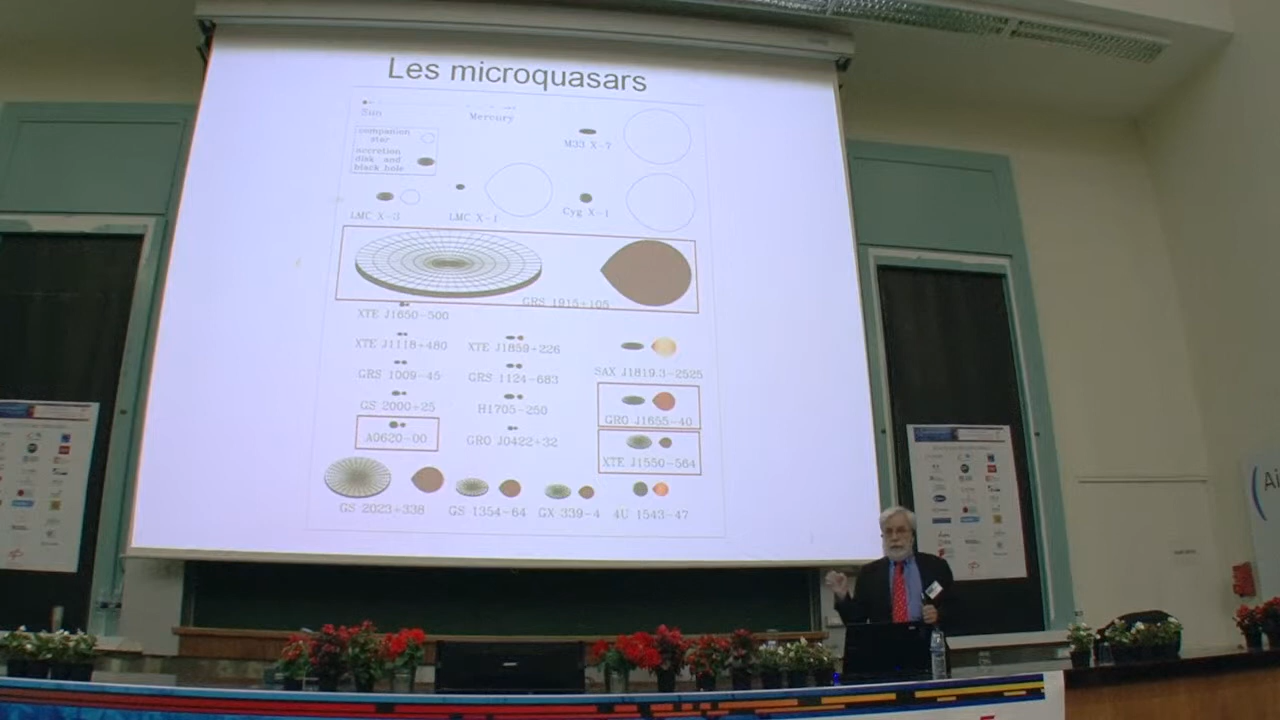 Les microquasars
Sun
Mercury
companion
star
accretion
disk and
black hole
M33 X-7
LMC X-3
LMC X-1
Cyg X-1
GRS 1915+105
XTE J1650-500
XTE J1118+480
XTE J1859+226
SAX J1819.3-2525
GRS 1009-45
GRS 1124-683
GS 2000+25
H1705-250
GRO J1655-40
A0620-00
GRO J0422+32
XTE J1550-564
GS 2023+338
GS 1354-64
GX 339-4
4U 1543-47
Ai